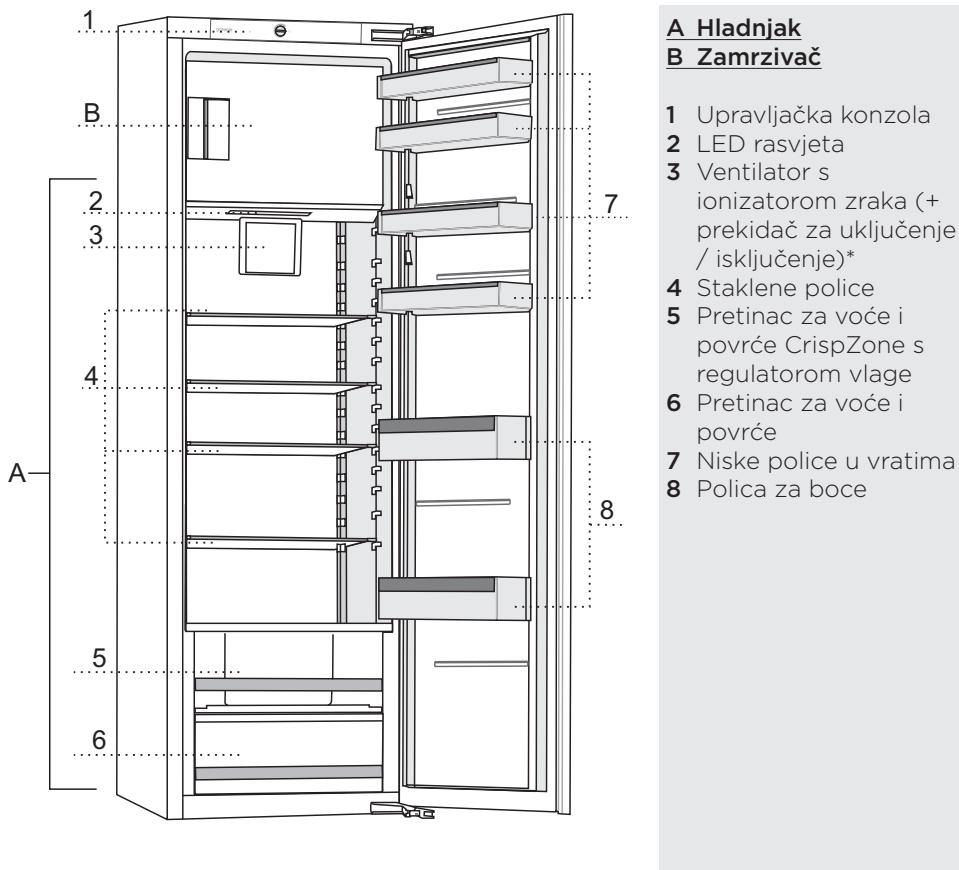 1
B
2
3
7
4
A
8
5
6
A Hladnjak
B Zamrzivač
1 Upravljačka konzola
2 LED rasvjeta
3 Ventilator s
ionizatorom zraka (+
prekidač za uključenje
/ isključenje)*
4 Staklene police
5 Pretinac za voće i
povrće CrispZone s
regulatorom vlage
6 Pretinac za voće i
povrće
7 Niske police u vratima
8 Polica za boce